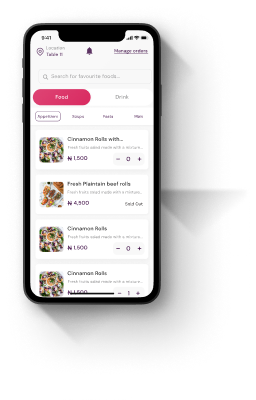 9:41
Location
Table 11
Manage orders
Search for favourite foods...
Food
Drink
Appetisers
Soups
Pasta
Main
Cinnamon Rolls with...
Fresh fruits salad made with a mixture...
₦ 1,500
− 0 +
Fresh Plaintain beef rolls
Fresh fruits salad made with a mixture...
₦ 4,500
Sold Out
Cinnamon Rolls
Fresh fruits salad made with a mixture...
₦ 1,500
− 0 +
Cinnamon Rolls
Fresh fruits salad made with a mixture...
₦ 1,500
− 1 +